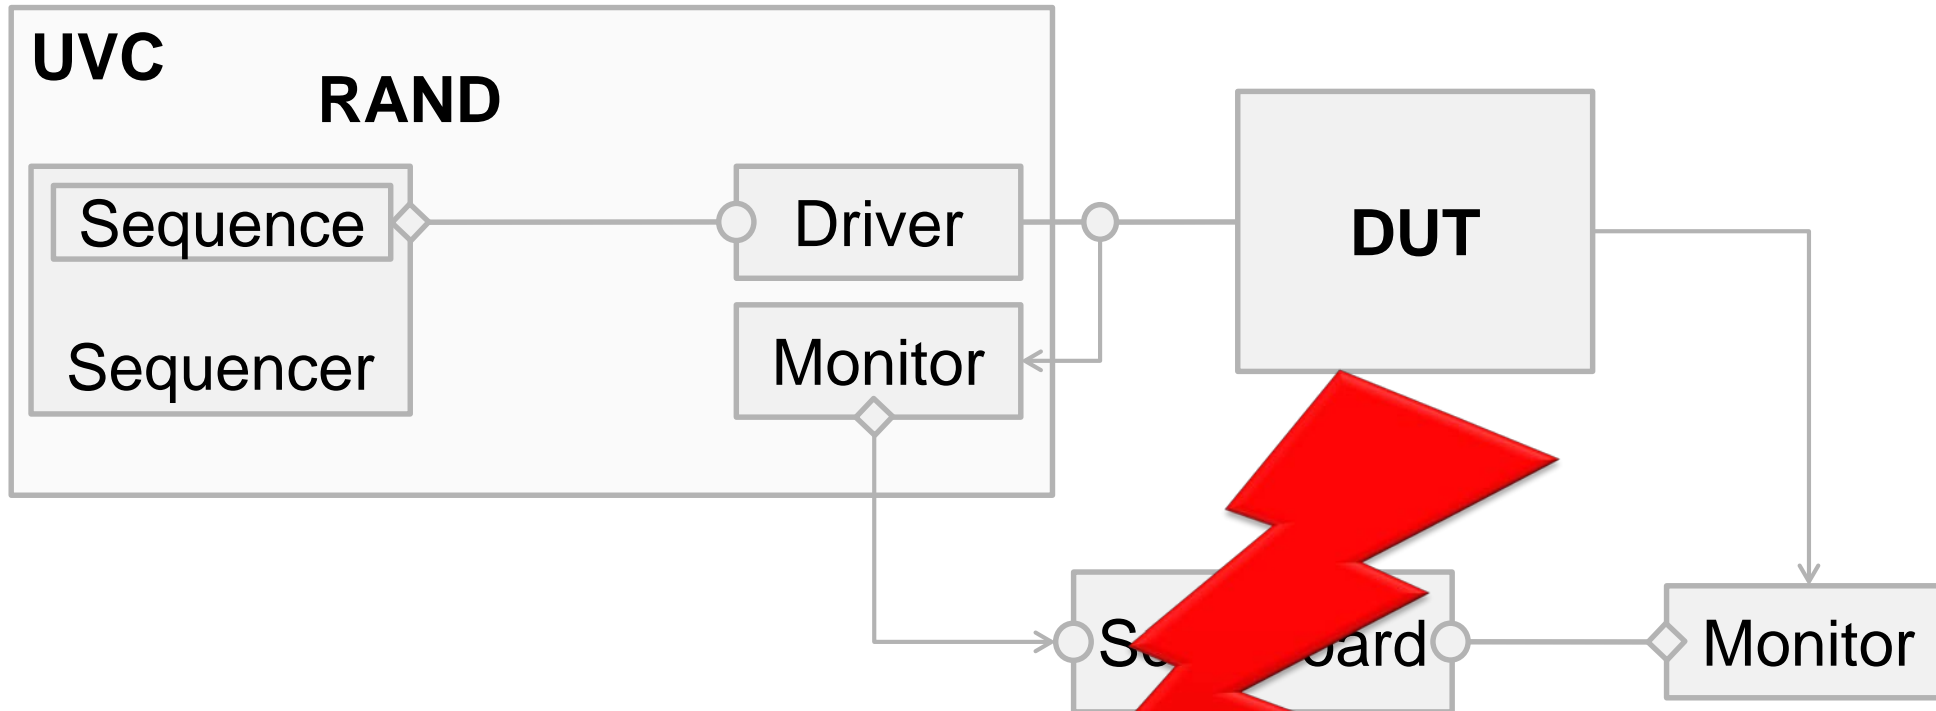 UVC
RAND
Sequence
Driver
DUT
Monitor
Sequencer
Monitor